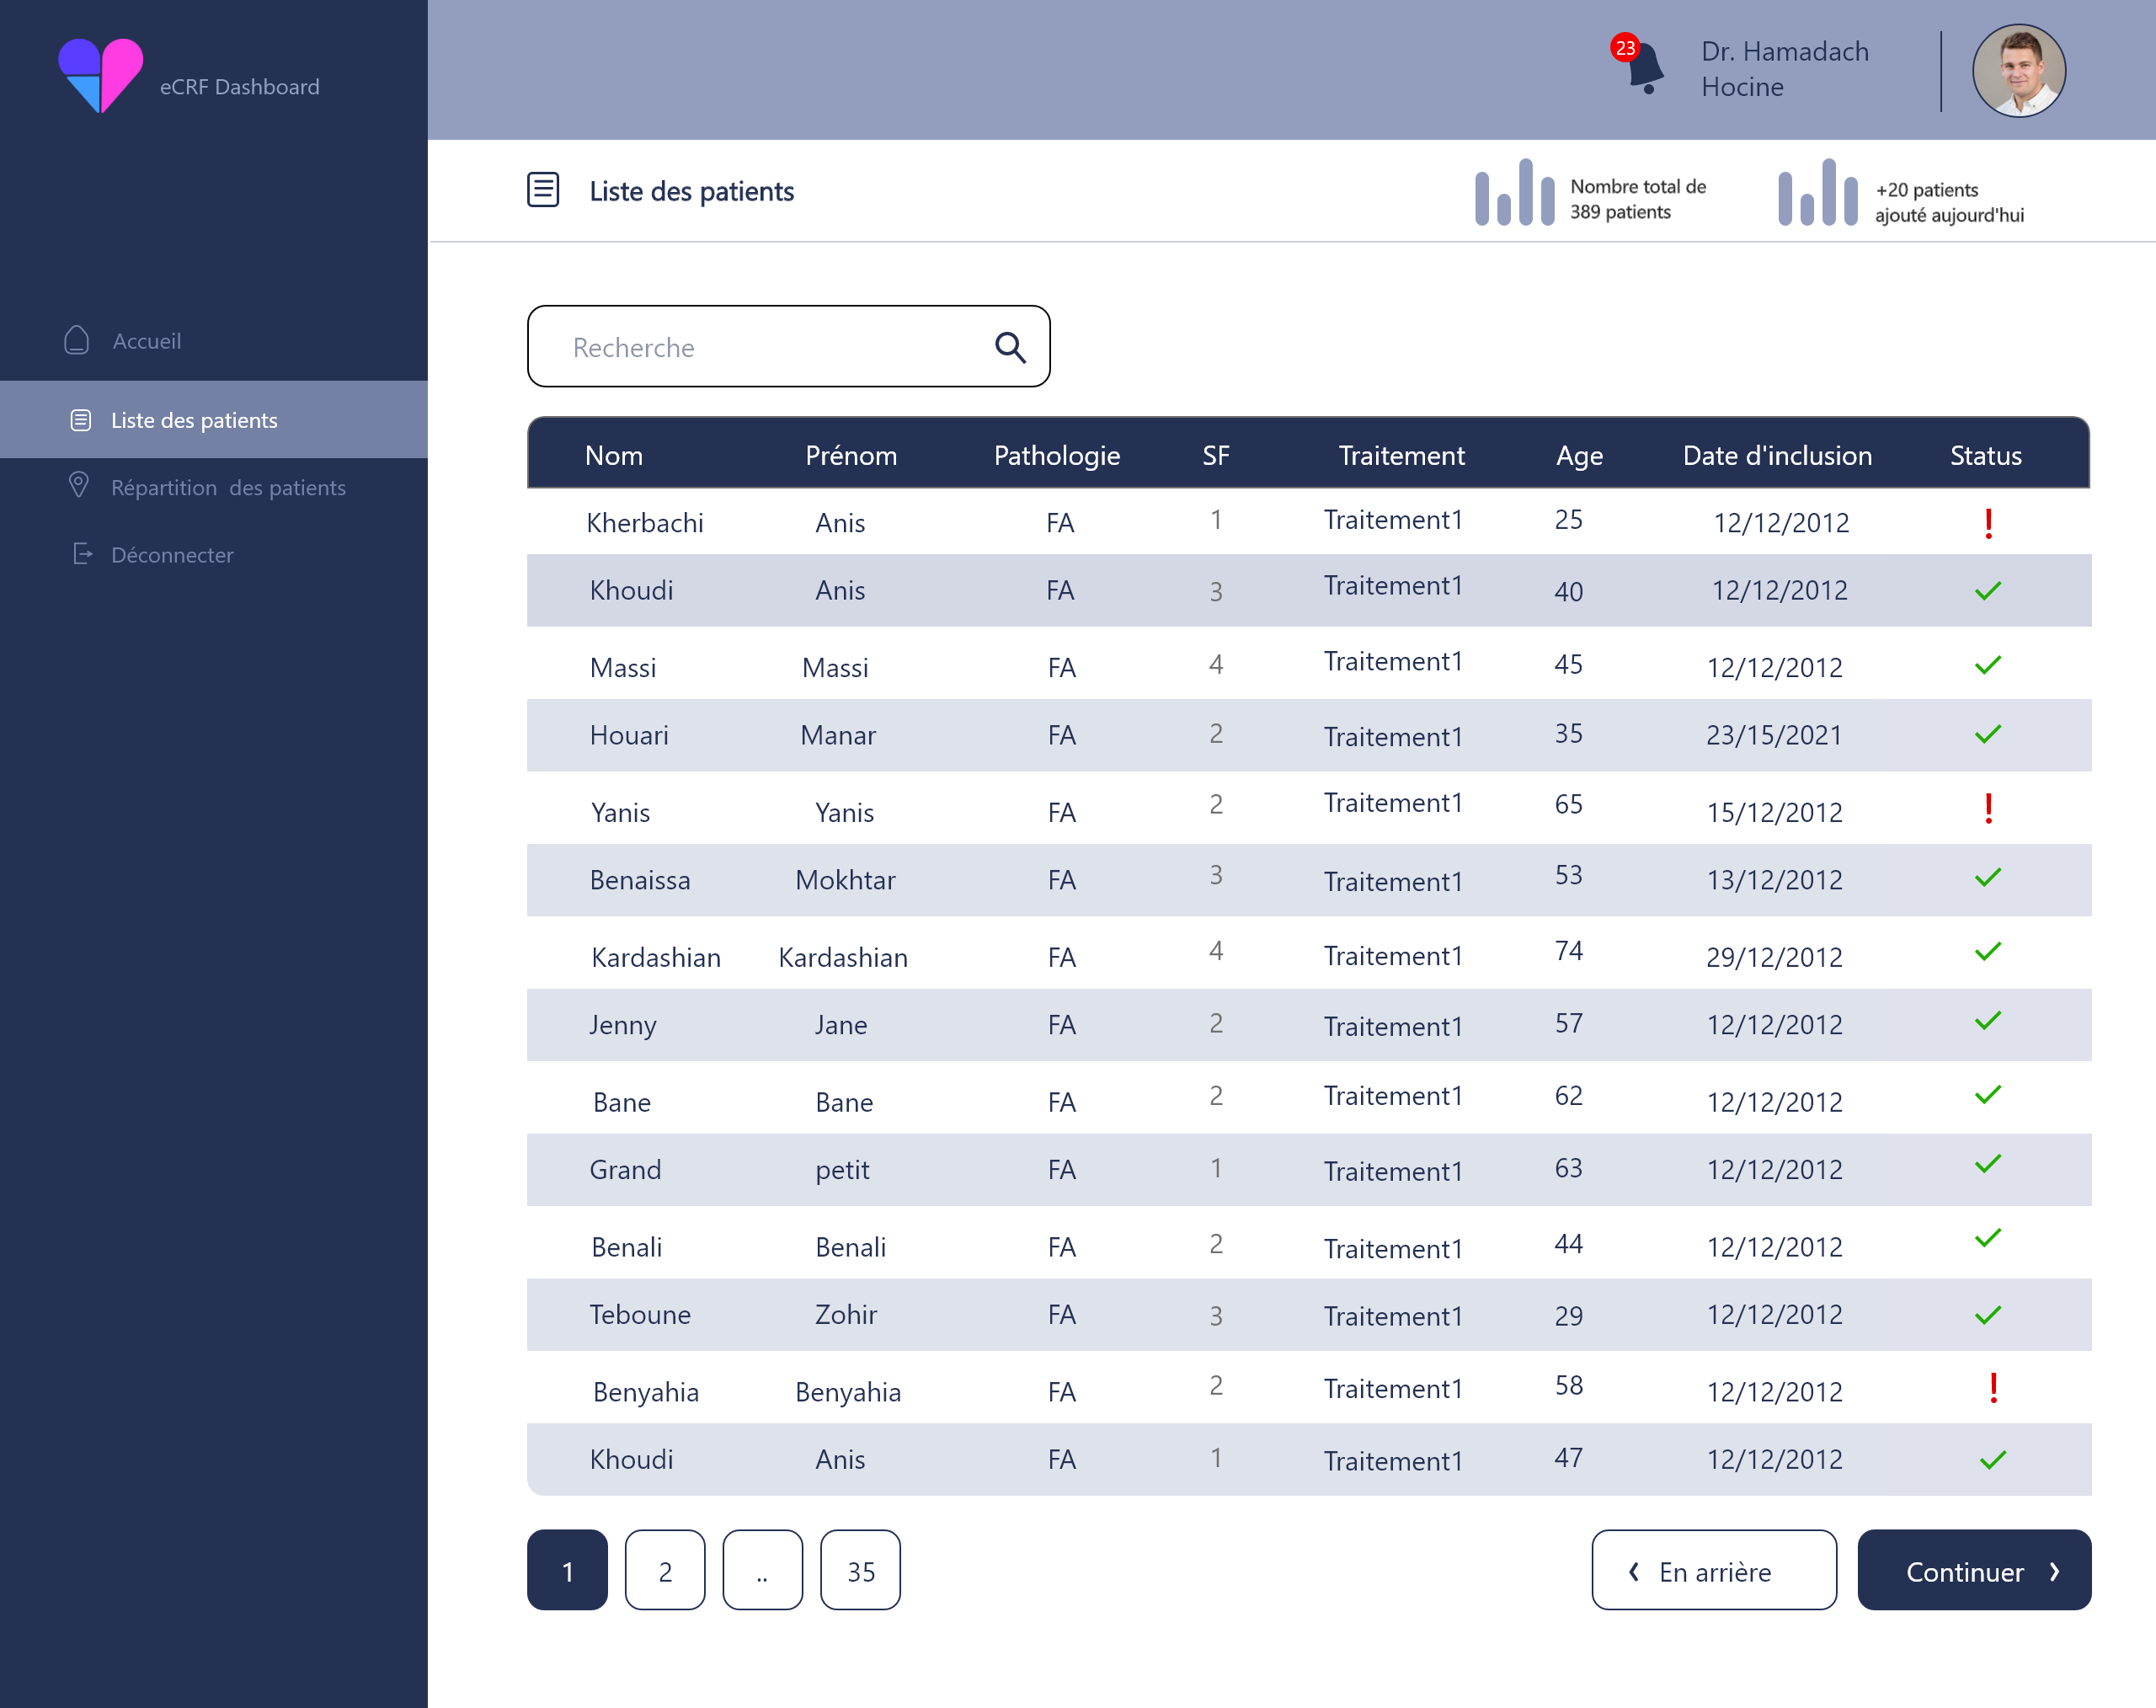 eCRF Dashboard
23
Dr. Hamadach
Hocine
Liste des patients
Nombre total de
389 patients
+20 patients
ajouté aujourd'hui
Accueil
Liste des patients
Répartition  des patients
Déconnecter
Recherche
Nom Prénom Pathologie SF Traitement Age Date d'inclusion Status
Kherbachi Anis FA 1 Traitement1 25 12/12/2012 !
Khoudi Anis FA 3 Traitement1 40 12/12/2012
Massi Massi FA 4 Traitement1 45 12/12/2012
Houari Manar FA 2 Traitement1 35 23/15/2021
Yanis Yanis FA 2 Traitement1 65 15/12/2012 !
Benaissa Mokhtar FA 3 Traitement1 53 13/12/2012
Kardashian Kardashian FA 4 Traitement1 74 29/12/2012
Jenny Jane FA 2 Traitement1 57 12/12/2012
Bane Bane FA 2 Traitement1 62 12/12/2012
Grand petit FA 1 Traitement1 63 12/12/2012
Benali Benali FA 2 Traitement1 44 12/12/2012
Teboune Zohir FA 3 Traitement1 29 12/12/2012
Benyahia Benyahia FA 2 Traitement1 58 12/12/2012 !
Khoudi Anis FA 1 Traitement1 47 12/12/2012
1 2 .. 35 En arrière Continuer